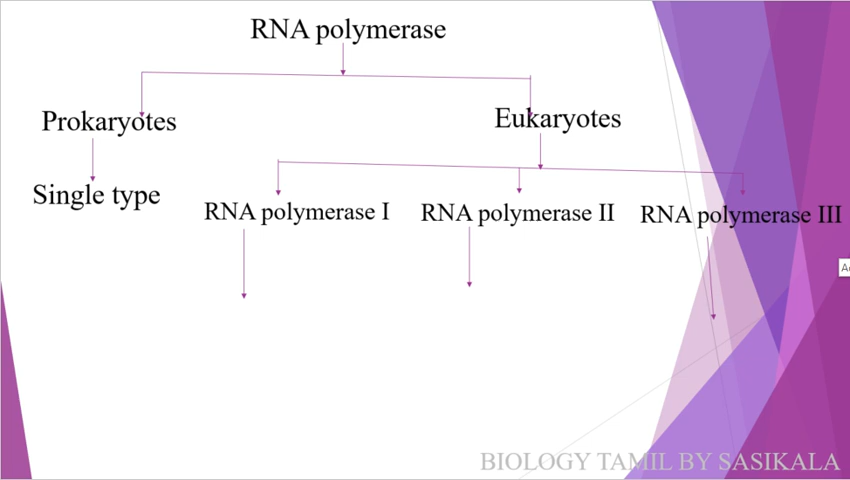 RNA polymerase
Prokaryotes
Eukaryotes
Single type
RNA polymerase I
RNA polymerase II
RNA polymerase III
BIOLOGY TAMIL BY SASIKALA